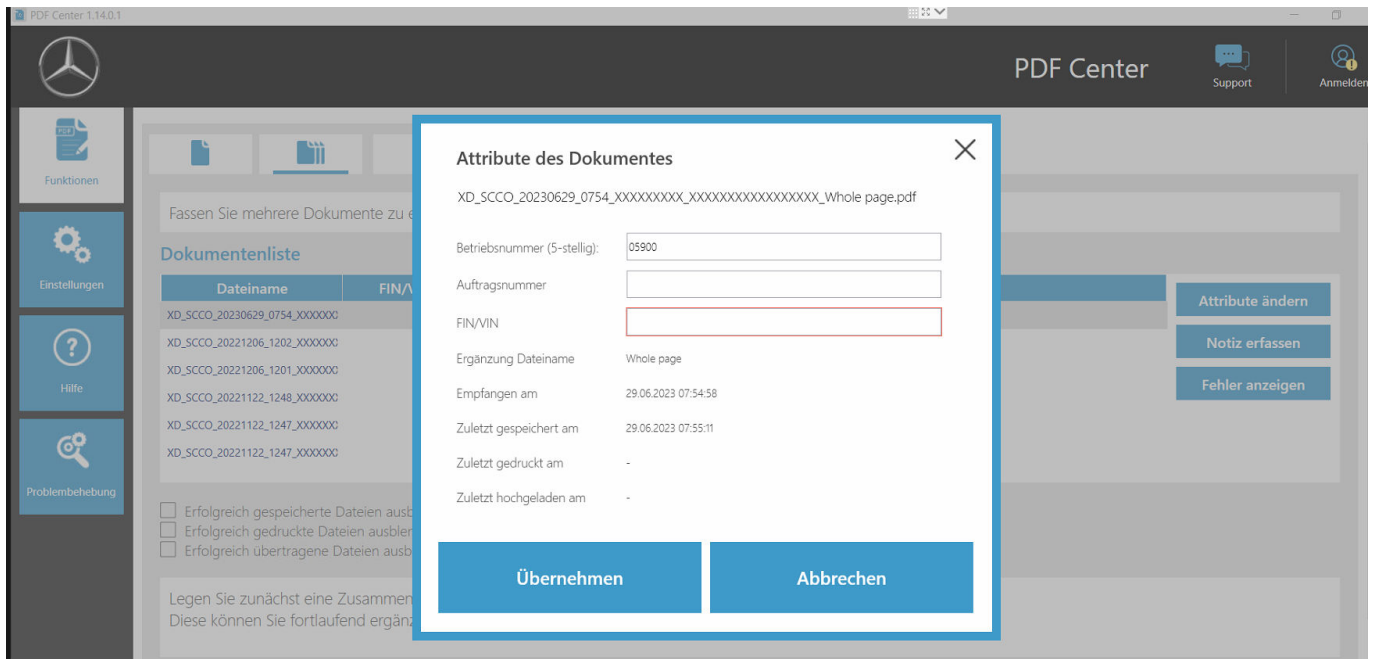 PDF Center 1.14.0.1
PDF Center
Support
Anmelden
Funktionen
Einstellungen
Hilfe
Problembehebung
Fassen Sie mehrere Dokumente zu
Dokumentenliste
Dateiname FIN/V
XD_SCCO_20230629_0754_XXXXXX
XD_SCCO_20221206_1202_XXXXXX
XD_SCCO_20221206_1201_XXXXXX
XD_SCCO_20221122_1248_XXXXXX
XD_SCCO_20221122_1247_XXXXXX
XD_SCCO_20221122_1247_XXXXXX
Attribute ändern
Notiz erfassen
Fehler anzeigen
Erfolgreich gespeicherte Dateien ausb
Erfolgreich gedruckte Dateien ausblen
Erfolgreich übertragene Dateien ausb
Legen Sie zunächst eine Zusammen
Diese können Sie fortlaufend ergänz
Attribute des Dokumentes
XD_SCCO_20230629_0754_XXXXXXXXX_XXXXXXXXXXXXXXXXX_Whole page.pdf
Betriebsnummer (5-stellig): 05900
Auftragsnummer
FIN/VIN
Ergänzung Dateiname Whole page
Empfangen am 29.06.2023 07:54:58
Zuletzt gespeichert am 29.06.2023 07:55:11
Zuletzt gedruckt am -
Zuletzt hochgeladen am -
Übernehmen
Abbrechen